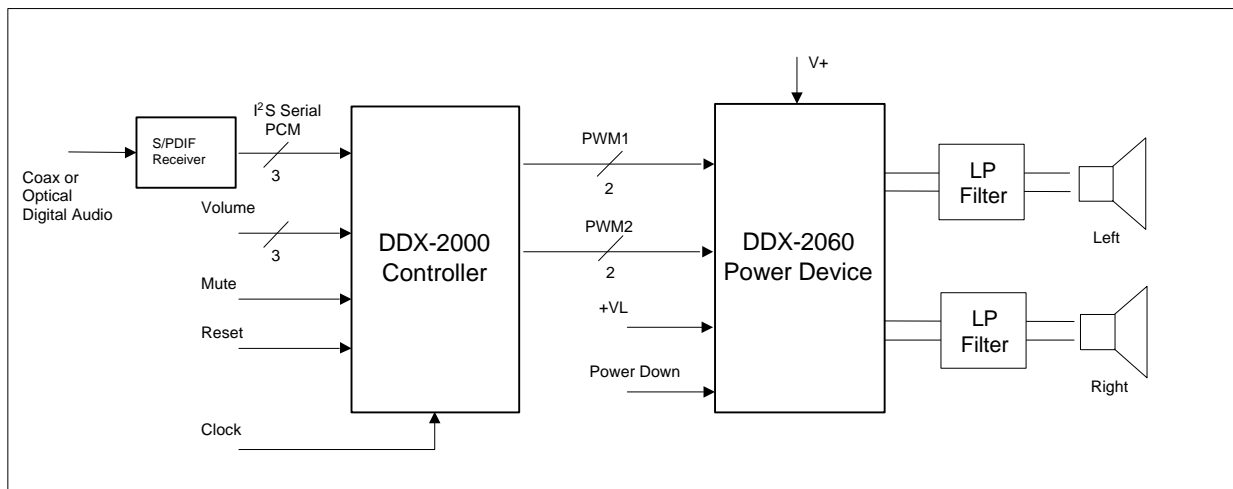 V+
I²S Serial
PCM
S/PDIF
Receiver
3
Coax or
Optical
Digital Audio
Volume
3
Mute
Reset
Clock
DDX-2000
Controller
PWM1
2
PWM2
2
+VL
Power Down
DDX-2060
Power Device
LP
Filter
Left
LP
Filter
Right